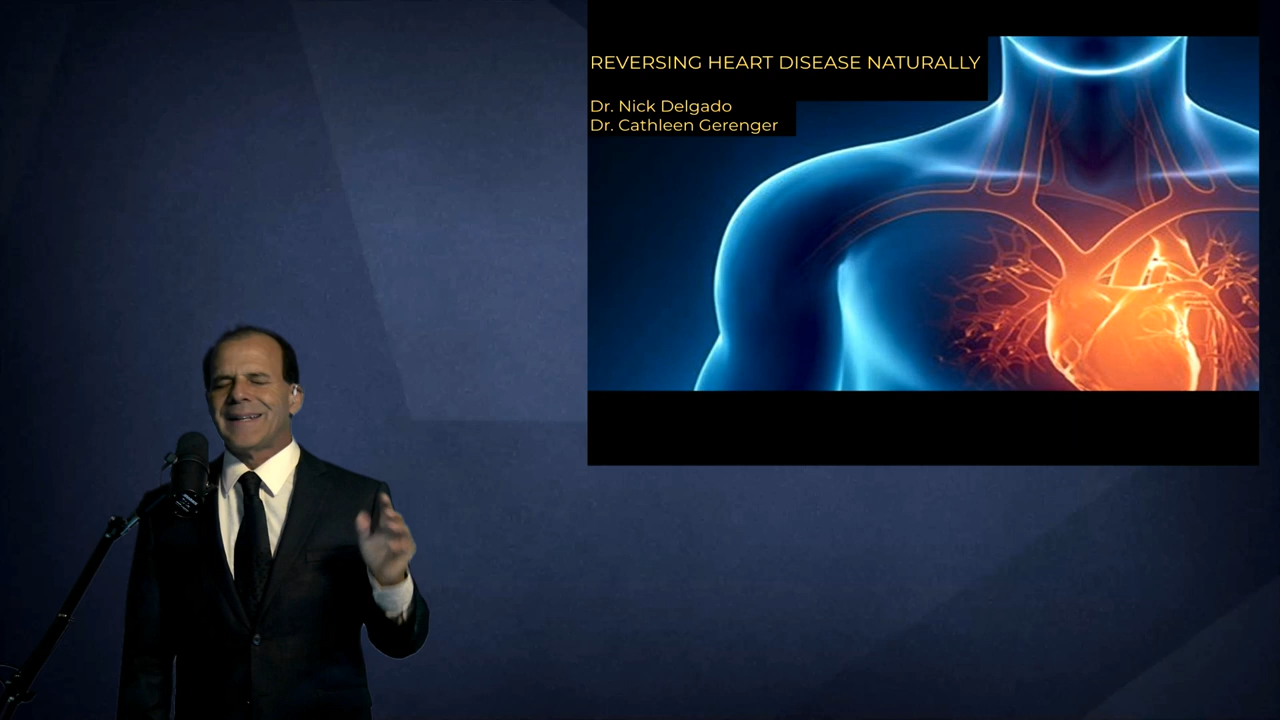 REVERSING HEART DISEASE NATURALLY
Dr. Nick Delgado
Dr. Cathleen Gerenger